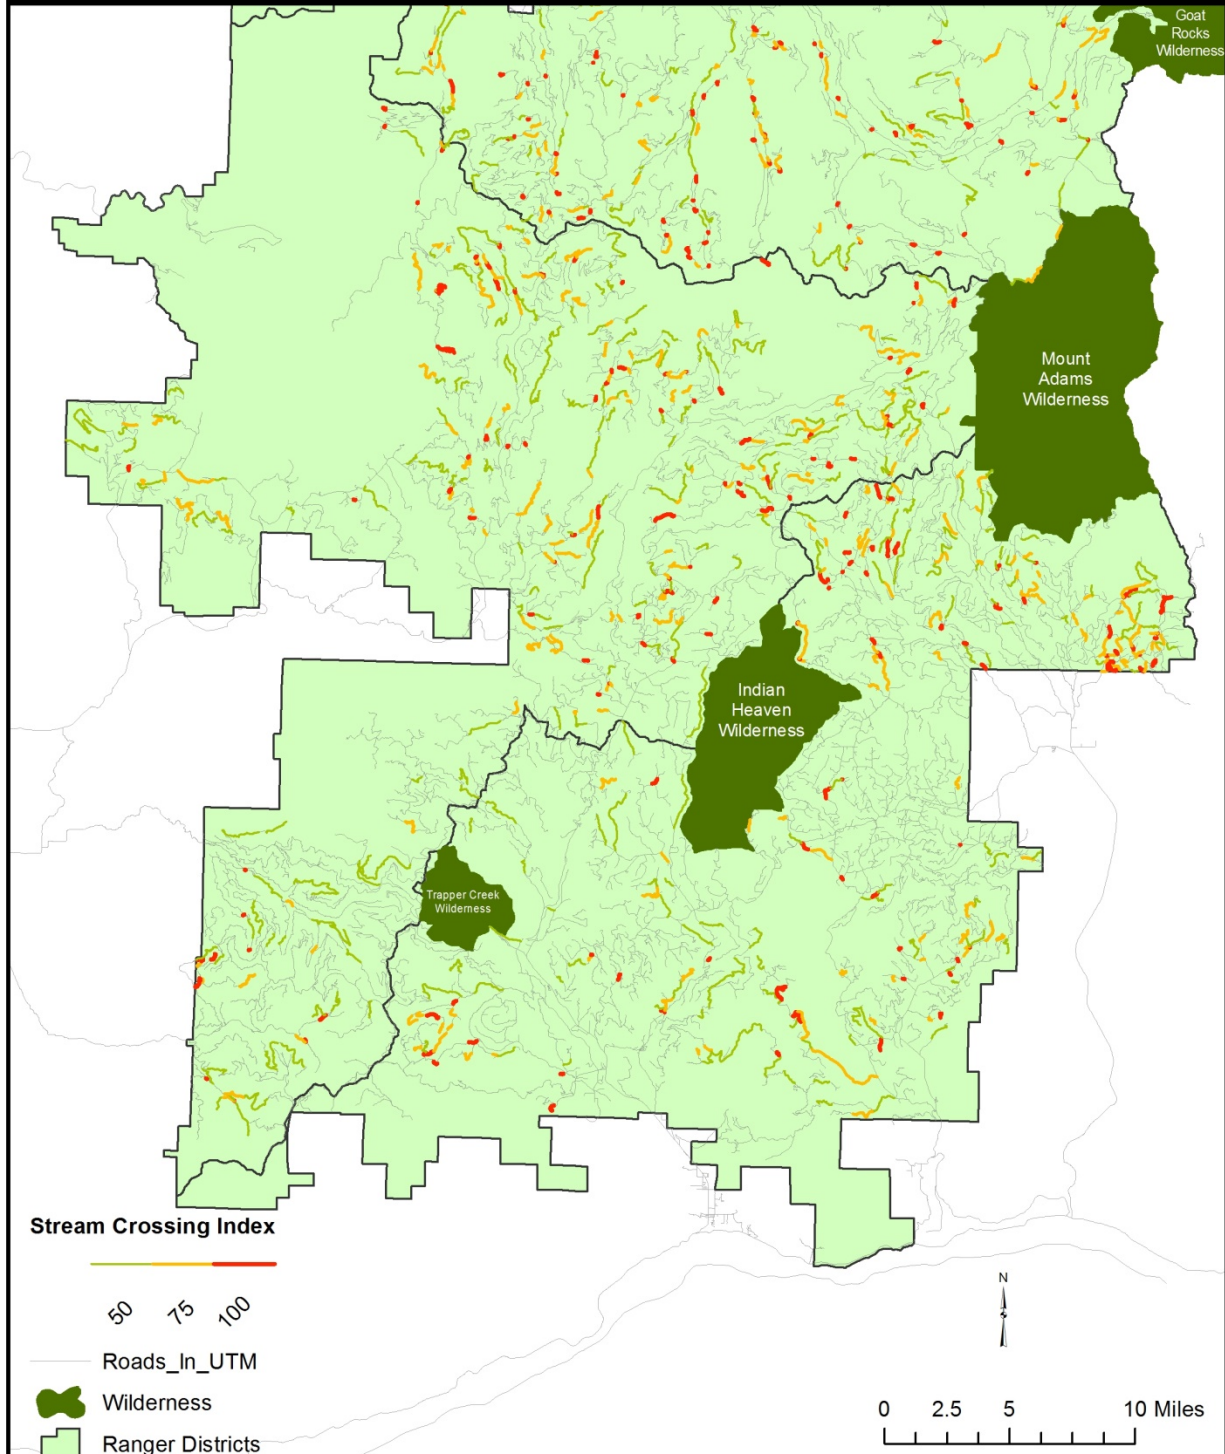 Goat
Rocks
Wilderness
Mount
Adams
Wilderness
Indian
Heaven
Wilderness
Trapper Creek
Wilderness
Stream Crossing Index
50 75 100
Roads_In_UTM
Wilderness
Ranger Districts
N
0 2.5 5 10 Miles